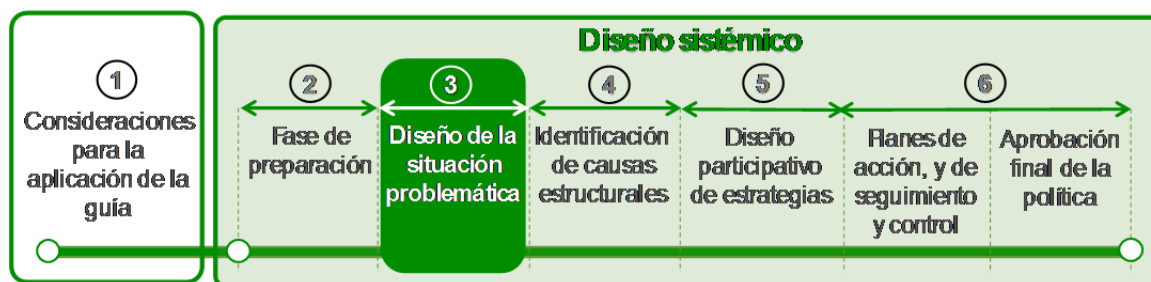 Diseño sistémico
1
Consideraciones
para la
aplicación de la
guía
2
Fase de
preparación
3
Diseño de la
situación
problemática
4
Identificación
de causas
estructurales
5
Diseño
participativo
de estrategias
6
Planes de
acción, y de
seguimiento
y control
Aprobación
final de la
política